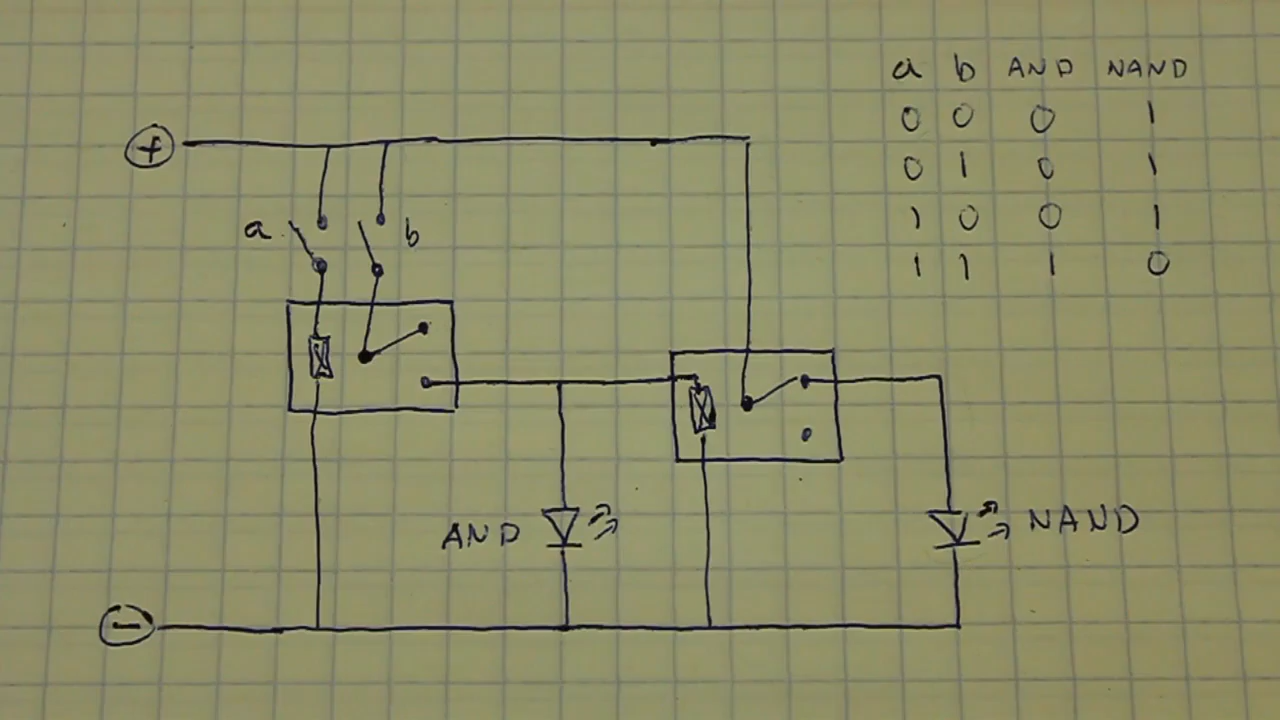 a b AND NAND
0 0 0 1
0 1 0 1
1 0 0 1
1 1 1 0
+
a b
AND
NAND
−